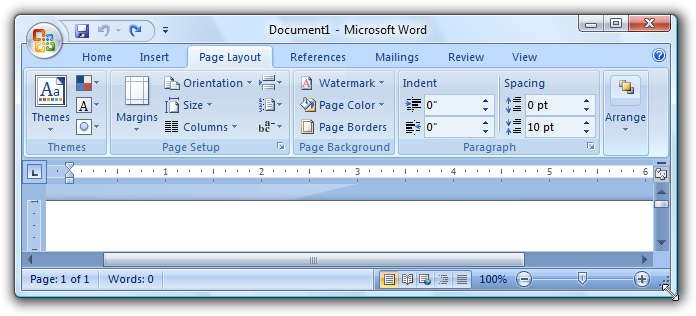 Document1 - Microsoft Word
Home Insert Page Layout References Mailings Review View
Aa Themes A Themes
Margins Orientation Size Columns Page Setup
Watermark Page Color Page Borders Page Background
Indent 0" 0"
Spacing 0 pt 10 pt
Paragraph
Arrange
1 2 3 4 5 6
Page: 1 of 1 Words: 0 100%